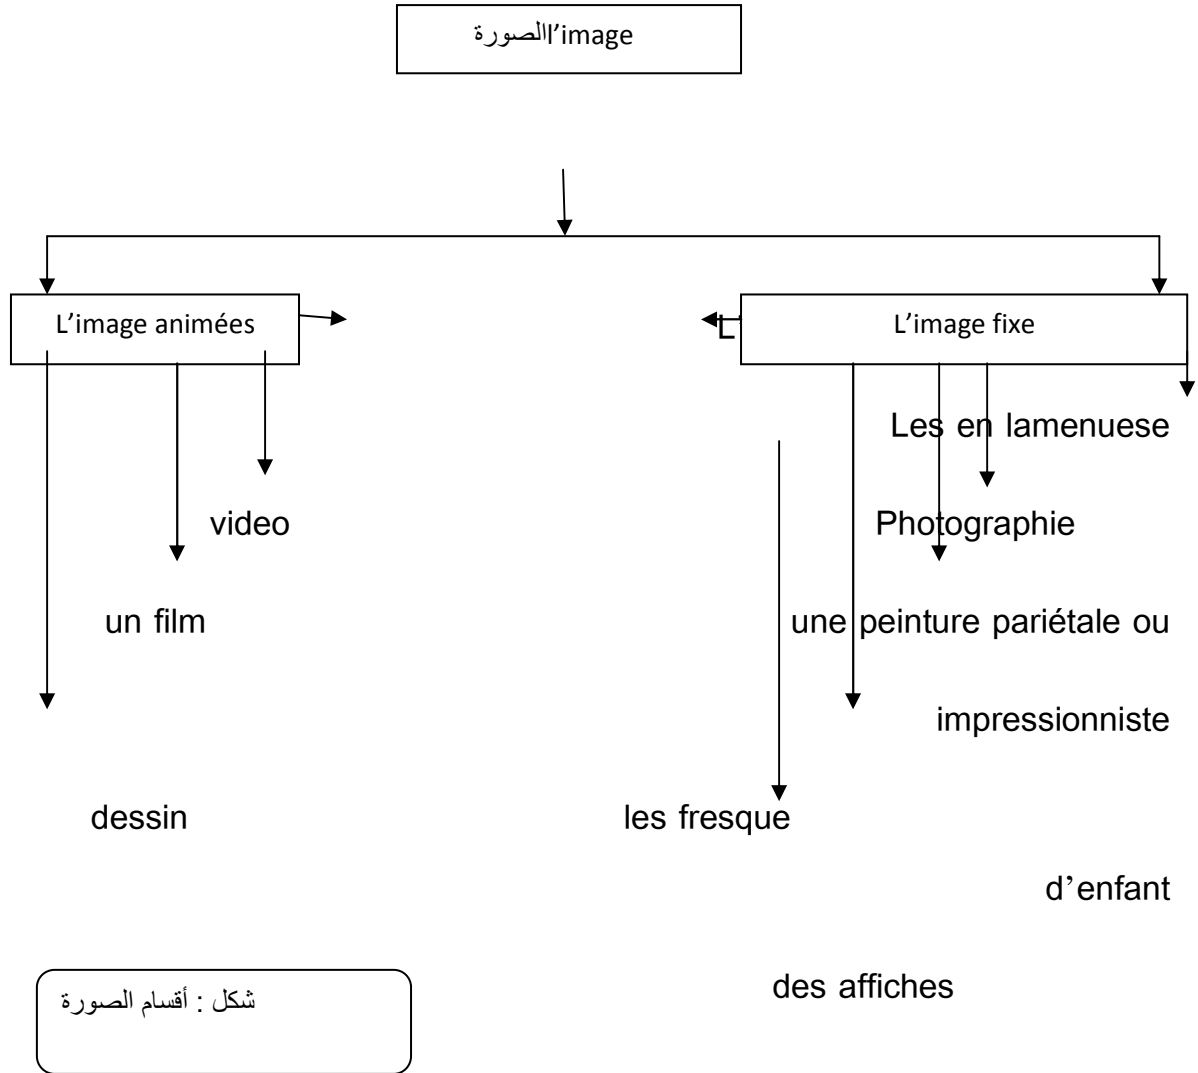 l'imageاالصورة
L'image animées
L'
L'image fixe
Les en lamenuese
video
Photographie
un film
une peinture pariétale ou
impressionniste
dessin
les fresque
d'enfant
des affiches
شكل : أقسام الصورة